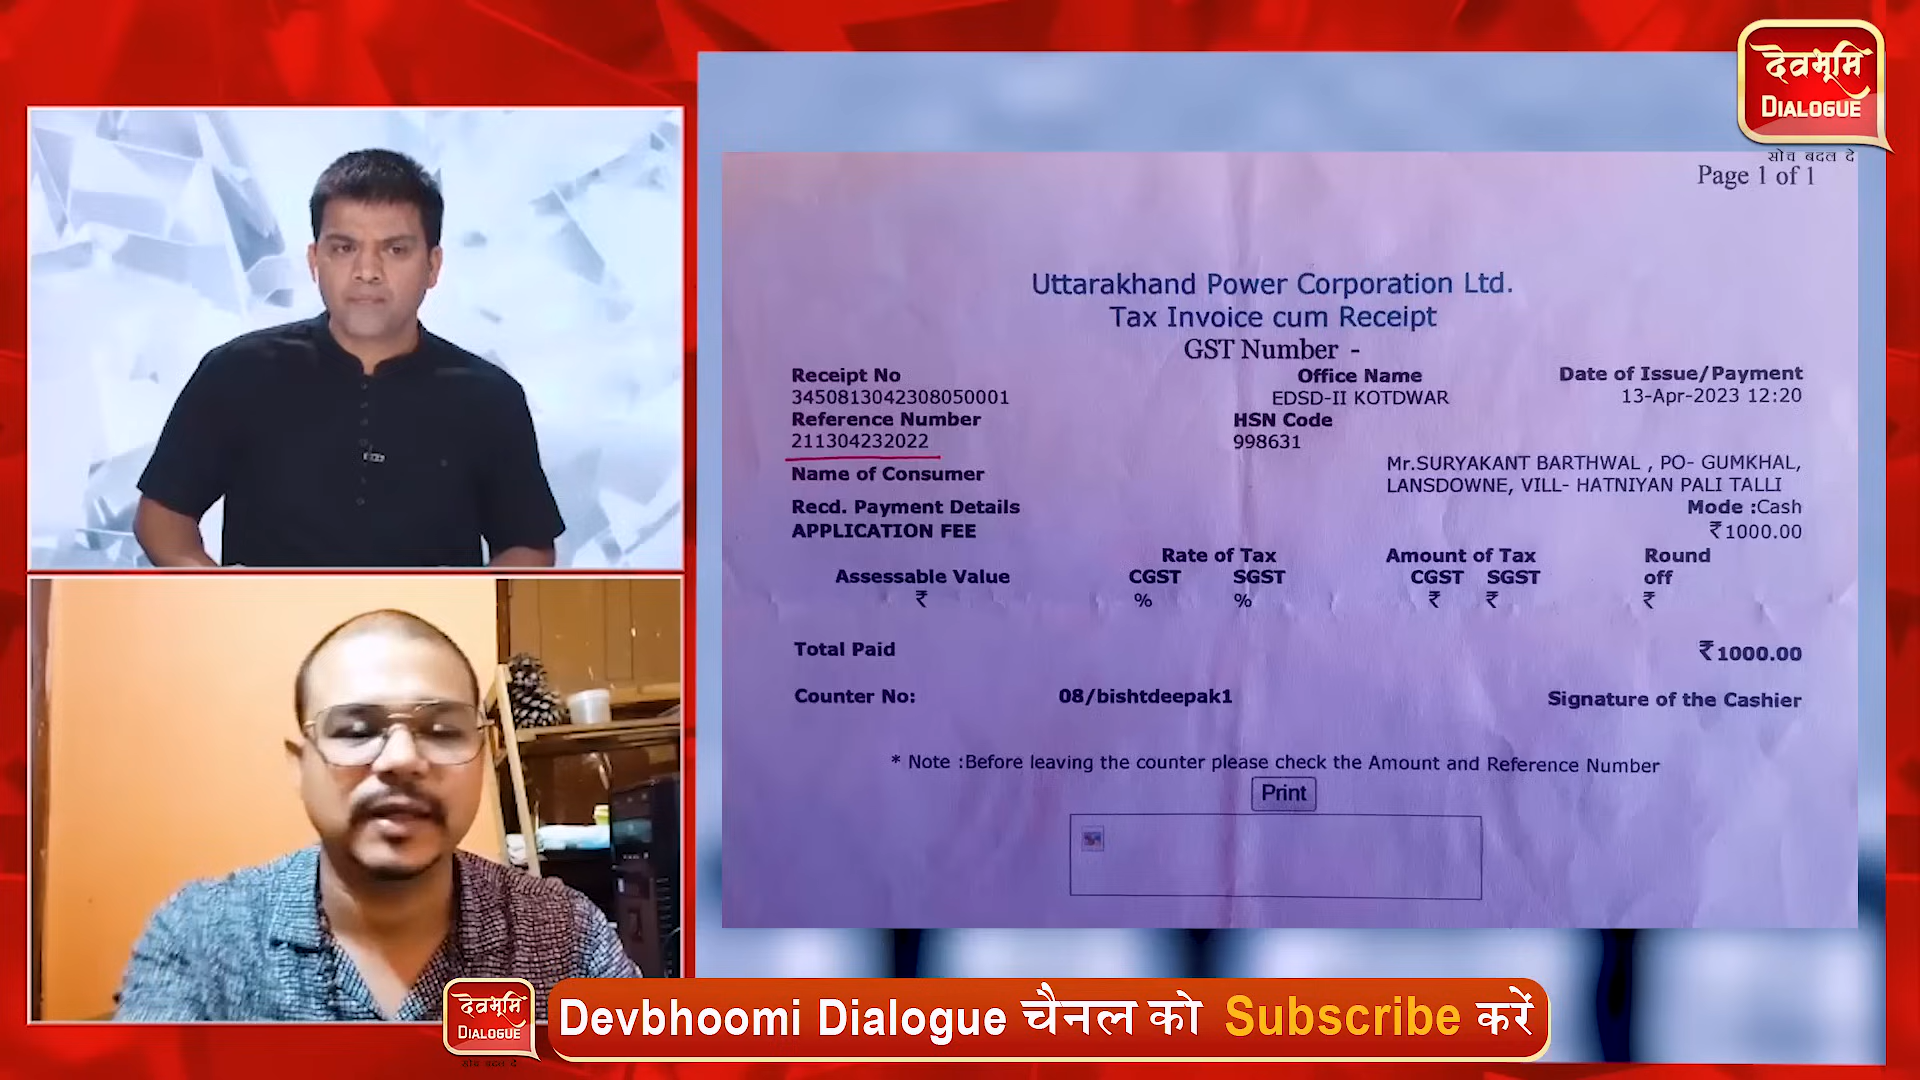 देवभूमि
DIALOGUE
सोच बदल दे
Page 1 of 1
Uttarakhand Power Corporation Ltd.
Tax Invoice cum Receipt
GST Number -
Receipt No
3450813042308050001
Office Name
EDSD-II KOTDWAR
Date of Issue/Payment
13-Apr-2023 12:20
Reference Number
211304232022
HSN Code
998631
Name of Consumer
Mr.SURYAKANT BARTHWAL , PO- GUMKHAL,
LANSDOWNE, VILL- HATNIYAN PALI TALLI
Recd. Payment Details
Mode :Cash
APPLICATION FEE
₹1000.00
Rate of Tax
Amount of Tax
Round
Assessable Value
CGST SGST
CGST SGST
off
₹ % % ₹ ₹ ₹
Total Paid
₹1000.00
Counter No:
08/bishtdeepak1
Signature of the Cashier
* Note :Before leaving the counter please check the Amount and Reference Number
Print
देवभूमि
DIALOGUE
सोच बदल दे
Devbhoomi Dialogue चैनल को Subscribe करें